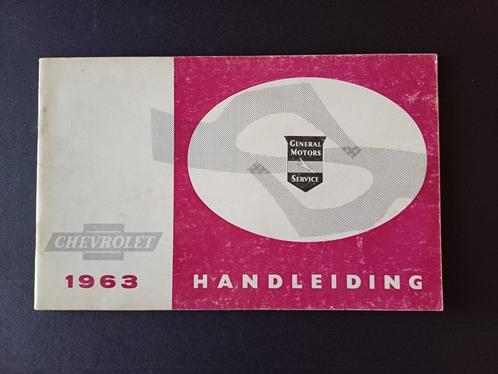 GENERAL
MOTORS
SERVICE
CHEVROLET
1963
HANDLEIDING